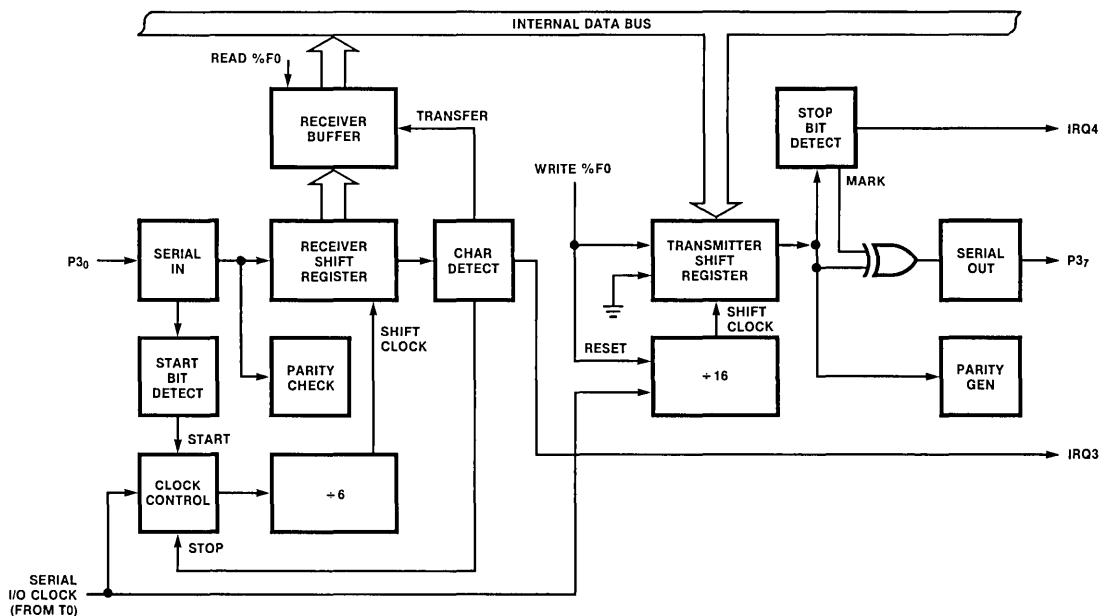 INTERNAL DATA BUS
READ %F0
RECEIVER
BUFFER
TRANSFER
STOP
BIT
DETECT
IRQ4
MARK
WRITE %F0
P3₀
SERIAL
IN
RECEIVER
SHIFT
REGISTER
CHAR
DETECT
TRANSMITTER
SHIFT
REGISTER
SERIAL
OUT
P3₇
SHIFT
CLOCK
SHIFT
CLOCK
START
BIT
DETECT
PARITY
CHECK
RESET
÷16
PARITY
GEN
START
CLOCK
CONTROL
÷6
IRQ3
STOP
SERIAL
I/O CLOCK
(FROM T0)